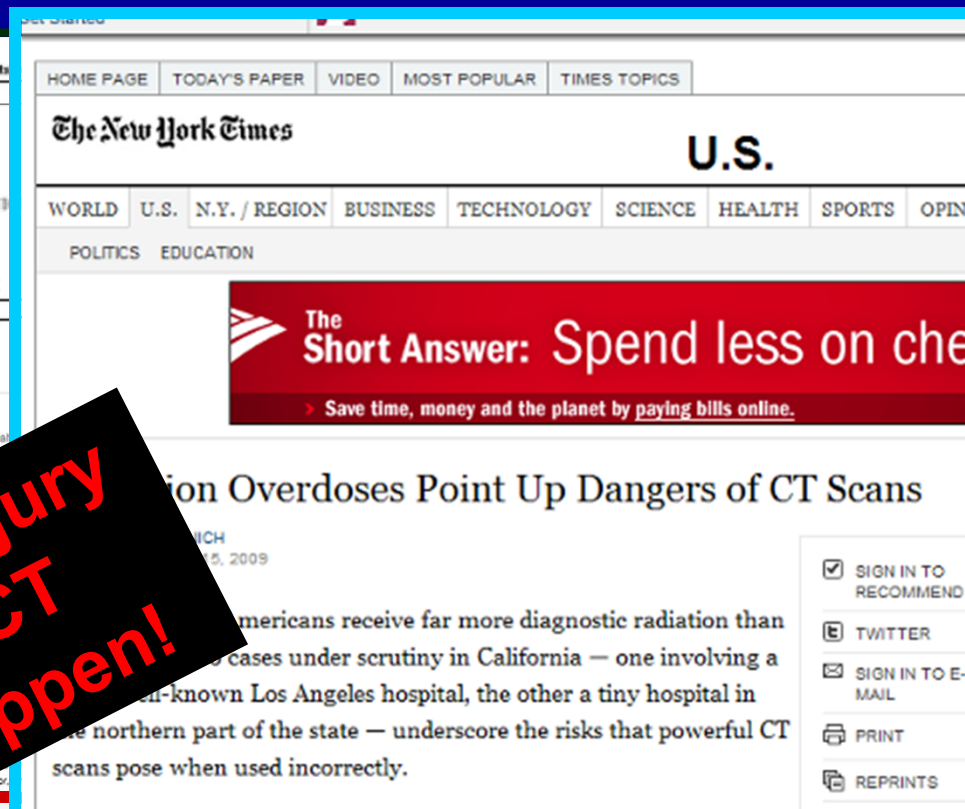 Get Started
HOME PAGE TODAY'S PAPER VIDEO MOST POPULAR TIMES TOPICS
The New York Times
U.S.
WORLD U.S. N.Y. / REGION BUSINESS TECHNOLOGY SCIENCE HEALTH SPORTS OPIN
POLITICS EDUCATION
The
Short Answer: Spend less on che
Save time, money and the planet by paying bills online.
ion Overdoses Point Up Dangers of CT Scans
NICH
15, 2009
mericans receive far more diagnostic radiation than
cases under scrutiny in California — one involving a
ell-known Los Angeles hospital, the other a tiny hospital in
northern part of the state — underscore the risks that powerful CT
scans pose when used incorrectly.
jury
CT
ppen!
SIGN IN TO
RECOMMEND
TWITTER
SIGN IN TO E-
MAIL
PRINT
REPRINTS